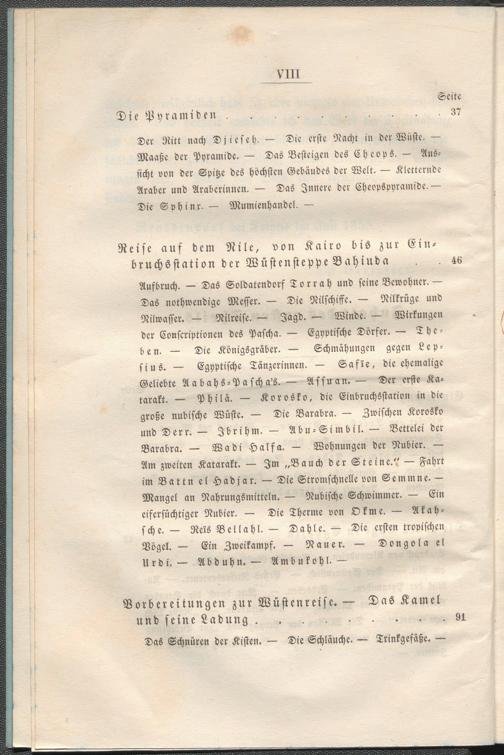 VIII
Seite
Die Pyramiden . . . . . . . . . . 37
Der Ritt nach Djieseh. — Die erste Nacht in der Wüste. —
Maaße der Pyramide. — Das Besteigen des Cheops. — Aus-
sicht von der Spitze des höchsten Gebäudes der Welt. — Kletternde
Araber und Araberinnen. — Das Innere der Cheopspyramide. —
Die Sphinx. — Mumienhandel. —
Reise auf dem Nile, von Kairo bis zur Ein-
bruchsstation der Wüstensteppe Bahiuda . . 46
Aufbruch. — Das Soldatendorf Torrah und seine Bewohner. —
Das nothwendige Messer. — Die Nilschiffe. — Nilkrüge und
Nilwasser. — Nilreise. — Jagd. — Winde. — Wirkungen
der Conscriptionen des Pascha. — Egyptische Dörfer. — The-
ben. — Die Königsgräber. — Schmähungen gegen Lep-
sius. — Egyptische Tänzerinnen. — Safie, die ehemalige
Geliebte Aabahs-Pascha's. — Assuan. — Der erste Ka-
tarakt. — Philä. — Korosko, die Einbruchsstation in die
große nubische Wüste. — Die Barabra. — Zwischen Korosko
und Derr. — Ibrihm. — Abu-Simbil. — Bettelei der
Barabra. — Wadi Halfa. — Wohnungen der Nubier. —
Am zweiten Katarakt. — Im „Bauch der Steine.“ — Fahrt
im Battn el Hadjar. — Die Stromschnelle von Semmne. —
Mangel an Nahrungsmitteln. — Nubische Schwimmer. — Ein
eifersüchtiger Nubier. — Die Therme von Okme. — Akah-
sche. — Reïs Bellahl. — Dahle. — Die ersten tropischen
Vögel. — Ein Zweikampf. — Nauer. — Dongola el
Urdi. — Abduhn. — Ambukohl. —
Vorbereitungen zur Wüstenreise. — Das Kamel
und seine Ladung . . . . . . . . . 91
Das Schnüren der Kisten. — Die Schläuche. — Trinkgefäße. —